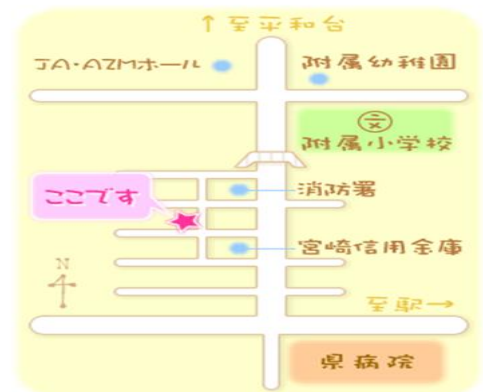 ↑至平和台
JA・AZMホール
附属幼稚園
文
附属小学校
消防署
ここです
宮崎信用金庫
N
至駅→
県病院